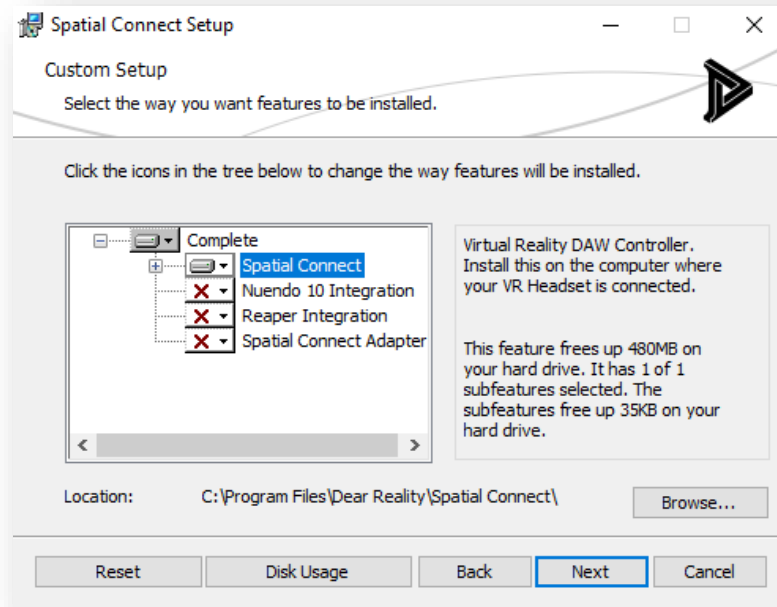 Spatial Connect Setup
Custom Setup
Select the way you want features to be installed.
Click the icons in the tree below to change the way features will be installed.
Complete
Spatial Connect
Nuendo 10 Integration
Reaper Integration
Spatial Connect Adapter
Virtual Reality DAW Controller.
Install this on the computer where
your VR Headset is connected.
This feature frees up 480MB on
your hard drive. It has 1 of 1
subfeatures selected. The
subfeatures free up 35KB on your
hard drive.
Location: C:\Program Files\Dear Reality\Spatial Connect\
Browse...
Reset Disk Usage Back Next Cancel